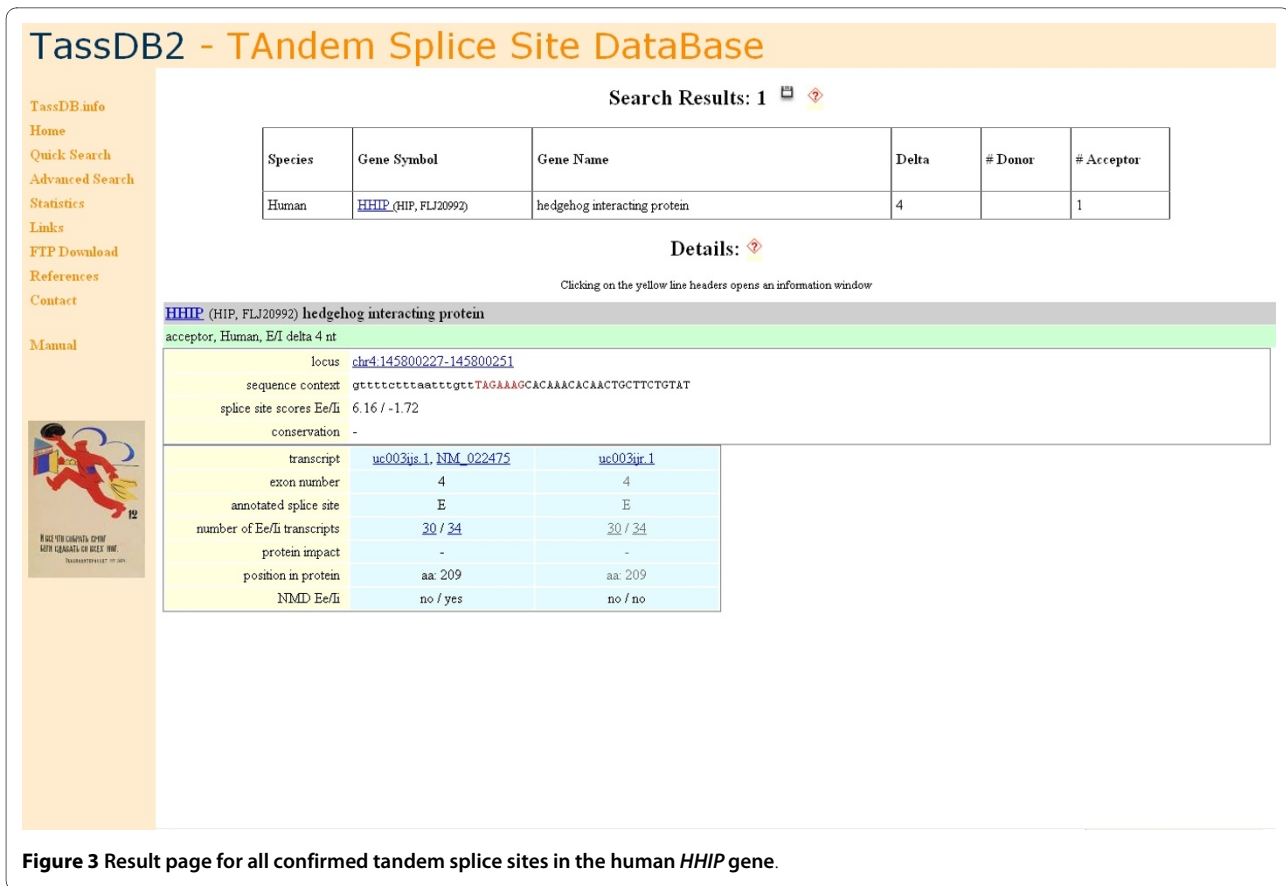 TassDB2 - TAndem Splice Site DataBase
TassDB.info
Home
Quick Search
Advanced Search
Statistics
Links
FTP Download
References
Contact
Manual
12
Search Results: 1
Species Gene Symbol Gene Name Delta # Donor # Acceptor
Human HHIP (HIP, FLJ20992) hedgehog interacting protein 4 1
Details:
Clicking on the yellow line headers opens an information window
HHIP (HIP, FLJ20992) hedgehog interacting protein
acceptor, Human, E/I delta 4 nt
locus chr4:145800227-145800251
sequence context gttttctttaatttgttTAGAAAGCACAAACACAACTGCTTCTGTAT
splice site scores Ee/Ii 6.16 / -1.72
conservation -
transcript uc003ijs.1, NM_022475 uc003ijr.1
exon number 4 4
annotated splice site E E
number of Ee/Ii transcripts 30 / 34 30 / 34
protein impact - -
position in protein aa: 209 aa: 209
NMD Ee/Ii no / yes no / no
Figure 3 Result page for all confirmed tandem splice sites in the human HHIP gene.